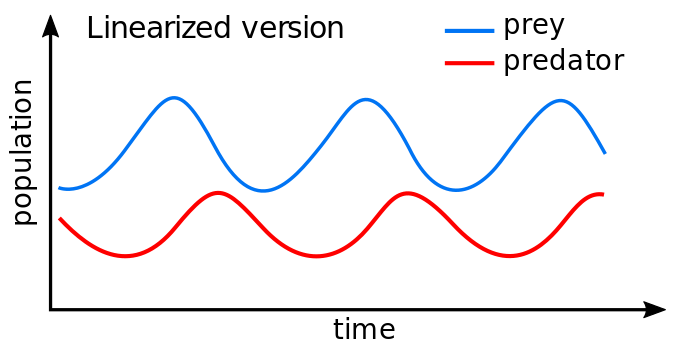 Linearized version
prey
predator
population
time